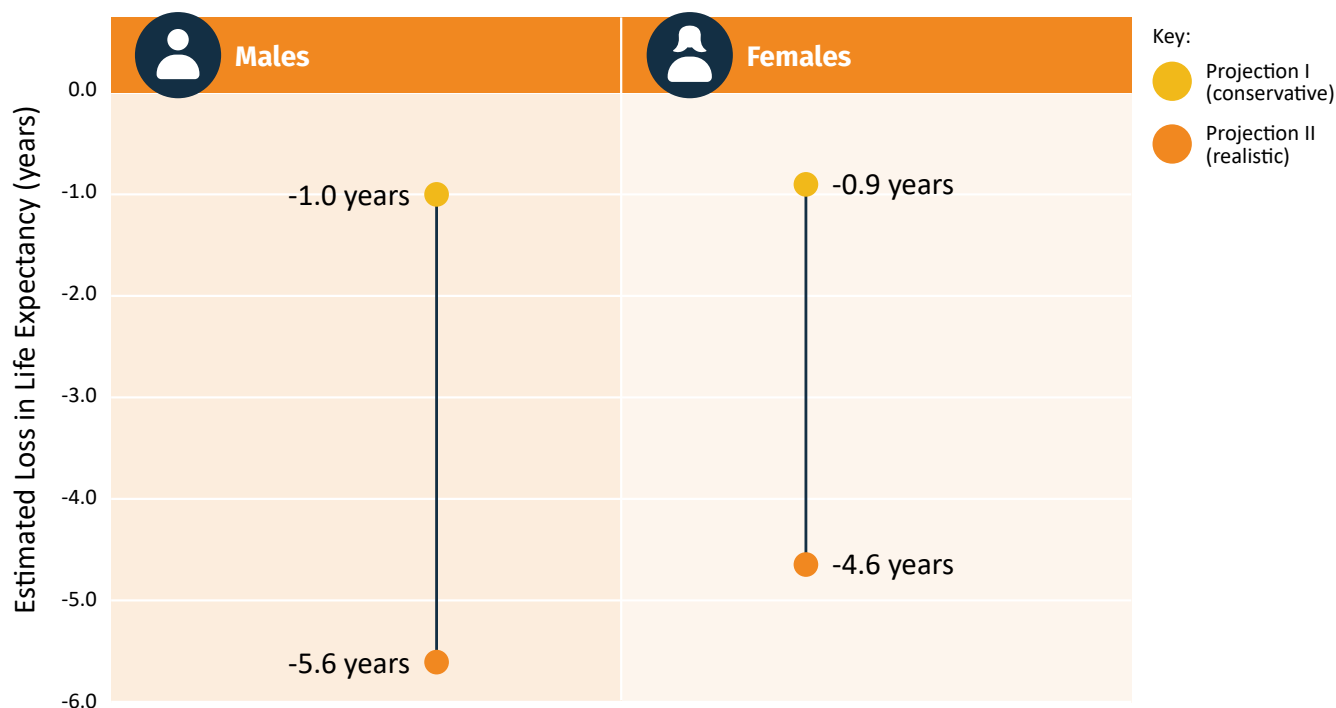 Males
Females
Key:
Projection I
(conservative)
Projection II
(realistic)
Estimated Loss in Life Expectancy (years)
0.0
-1.0
-2.0
-3.0
-4.0
-5.0
-6.0
-1.0 years
-5.6 years
-0.9 years
-4.6 years